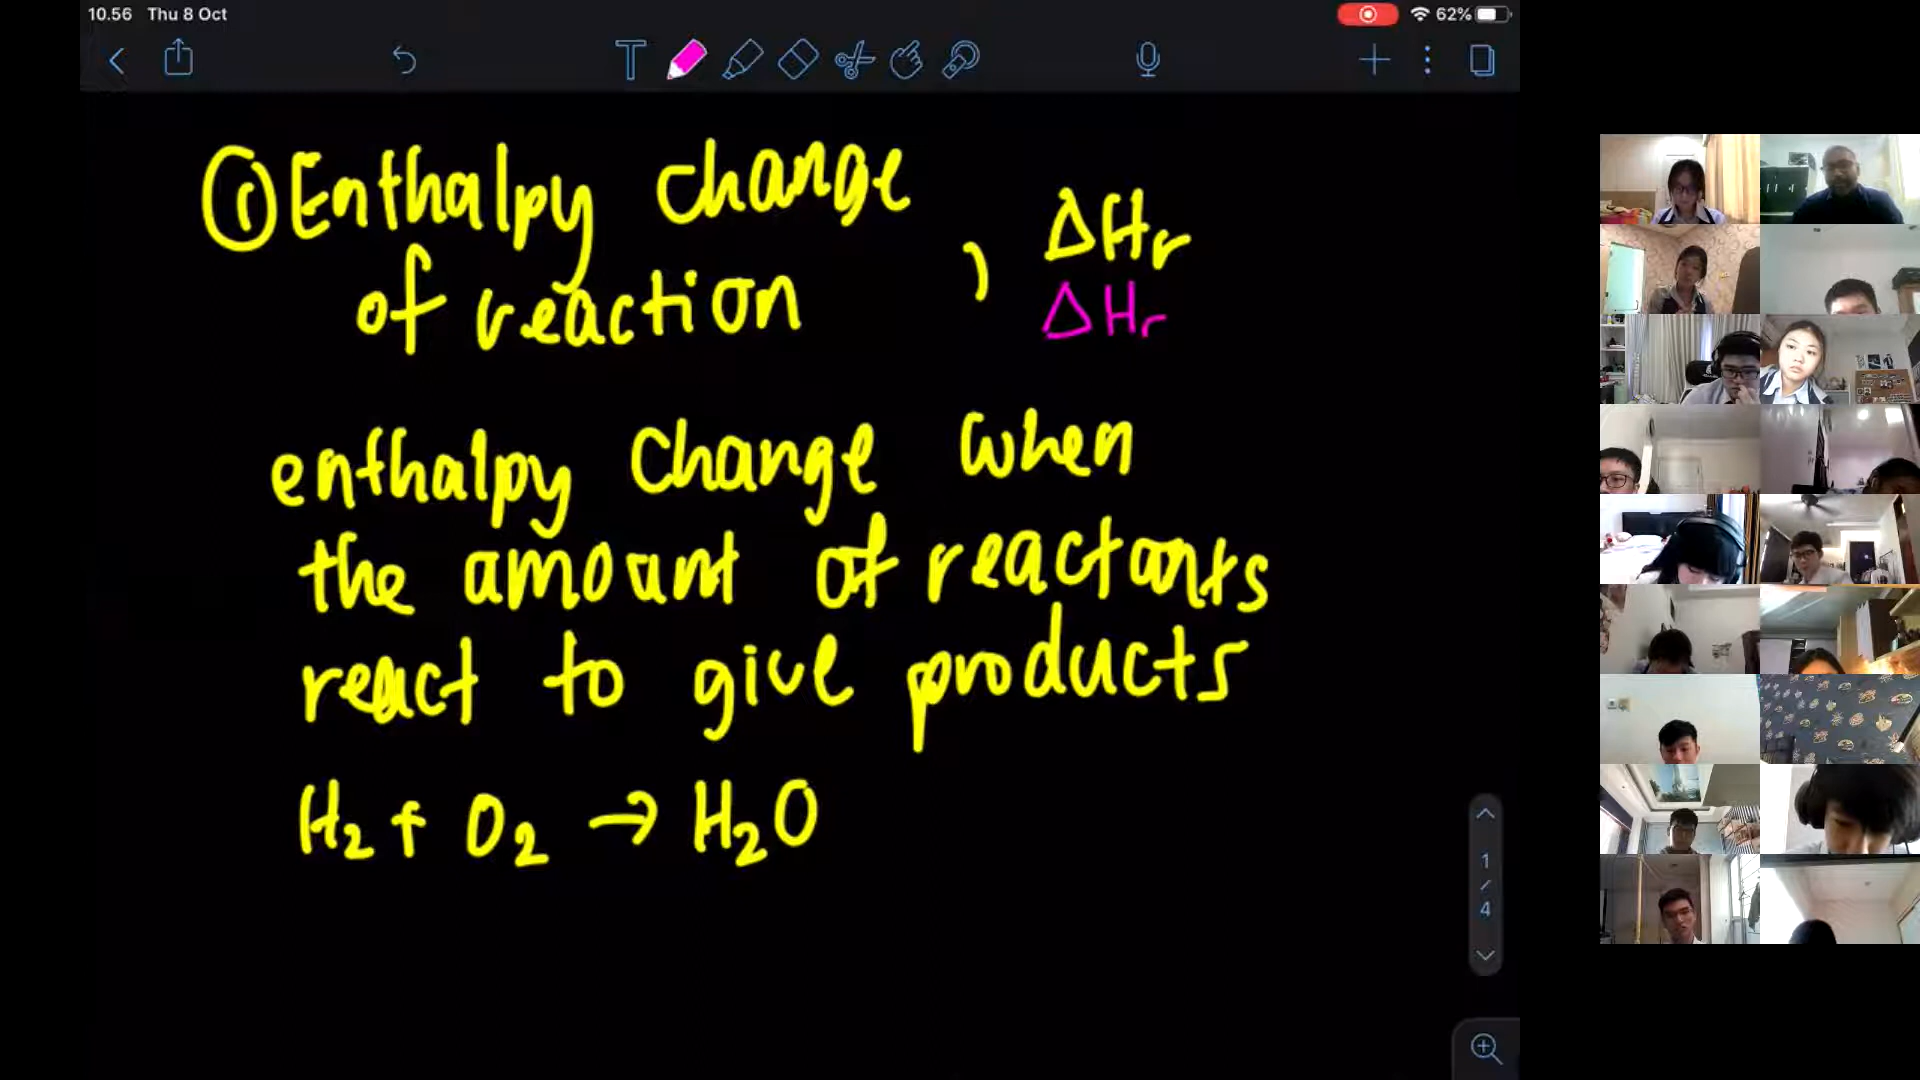 10.56 Thu 8 Oct
62%
T
① Enthalpy change
of reaction , ΔHr
ΔHr
enthalpy change when
the amount of reactants
react to give products
H₂ + O₂ → H₂O
1
/
4